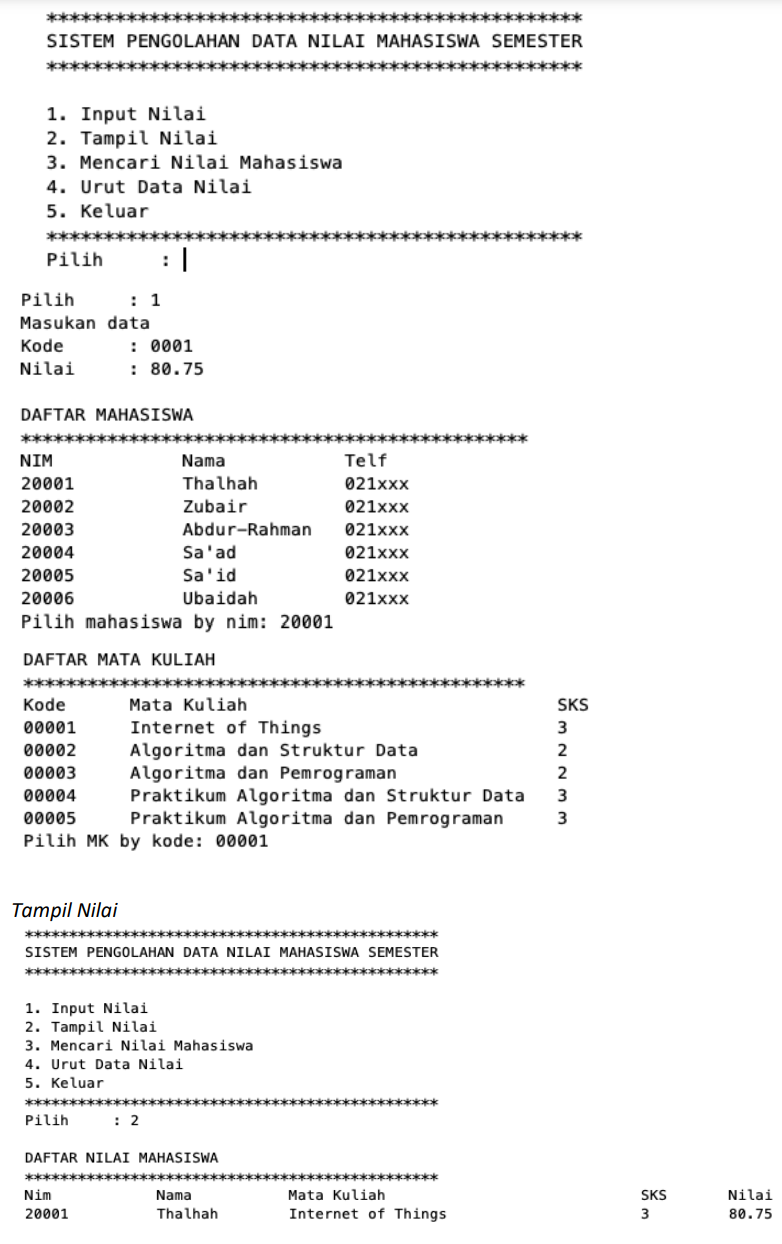 ***********************************************
SISTEM PENGOLAHAN DATA NILAI MAHASISWA SEMESTER
***********************************************
1. Input Nilai
2. Tampil Nilai
3. Mencari Nilai Mahasiswa
4. Urut Data Nilai
5. Keluar
***********************************************
Pilih     :
Pilih     : 1
Masukan data
Kode      : 0001
Nilai     : 80.75
DAFTAR MAHASISWA
***********************************************
NIM            Nama           Telf
20001          Thalhah        021xxx
20002          Zubair         021xxx
20003          Abdur-Rahman   021xxx
20004          Sa'ad          021xxx
20005          Sa'id          021xxx
20006          Ubaidah        021xxx
Pilih mahasiswa by nim: 20001
DAFTAR MATA KULIAH
***********************************************
Kode      Mata Kuliah                             SKS
00001     Internet of Things                      3
00002     Algoritma dan Struktur Data             2
00003     Algoritma dan Pemrograman               2
00004     Praktikum Algoritma dan Struktur Data   3
00005     Praktikum Algoritma dan Pemrograman     3
Pilih MK by kode: 00001
Tampil Nilai
***********************************************
SISTEM PENGOLAHAN DATA NILAI MAHASISWA SEMESTER
***********************************************
1. Input Nilai
2. Tampil Nilai
3. Mencari Nilai Mahasiswa
4. Urut Data Nilai
5. Keluar
***********************************************
Pilih     : 2
DAFTAR NILAI MAHASISWA
***********************************************
Nim            Nama           Mata Kuliah                             SKS       Nilai
20001          Thalhah        Internet of Things                      3         80.75